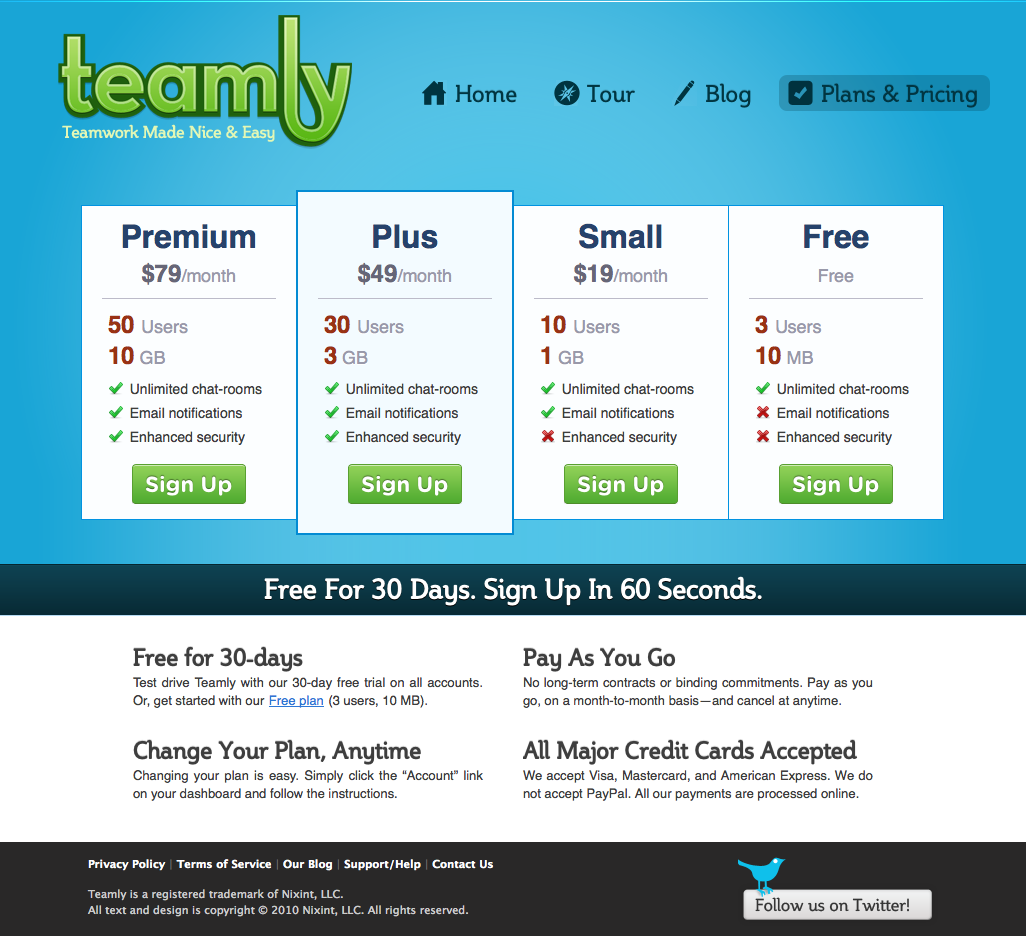 teamly
Teamwork Made Nice & Easy
Home
Tour
Blog
Plans & Pricing
Premium
$79/month
50 Users
10 GB
Unlimited chat-rooms
Email notifications
Enhanced security
Sign Up
Plus
$49/month
30 Users
3 GB
Unlimited chat-rooms
Email notifications
Enhanced security
Sign Up
Small
$19/month
10 Users
1 GB
Unlimited chat-rooms
Email notifications
Enhanced security
Sign Up
Free
Free
3 Users
10 MB
Unlimited chat-rooms
Email notifications
Enhanced security
Sign Up
Free For 30 Days. Sign Up In 60 Seconds.
Free for 30-days
Test drive Teamly with our 30-day free trial on all accounts.
Or, get started with our Free plan (3 users, 10 MB).
Pay As You Go
No long-term contracts or binding commitments. Pay as you
go, on a month-to-month basis—and cancel at anytime.
Change Your Plan, Anytime
Changing your plan is easy. Simply click the “Account” link
on your dashboard and follow the instructions.
All Major Credit Cards Accepted
We accept Visa, Mastercard, and American Express. We do
not accept PayPal. All our payments are processed online.
Privacy Policy | Terms of Service | Our Blog | Support/Help | Contact Us
Teamly is a registered trademark of Nixint, LLC.
All text and design is copyright © 2010 Nixint, LLC. All rights reserved.
Follow us on Twitter!